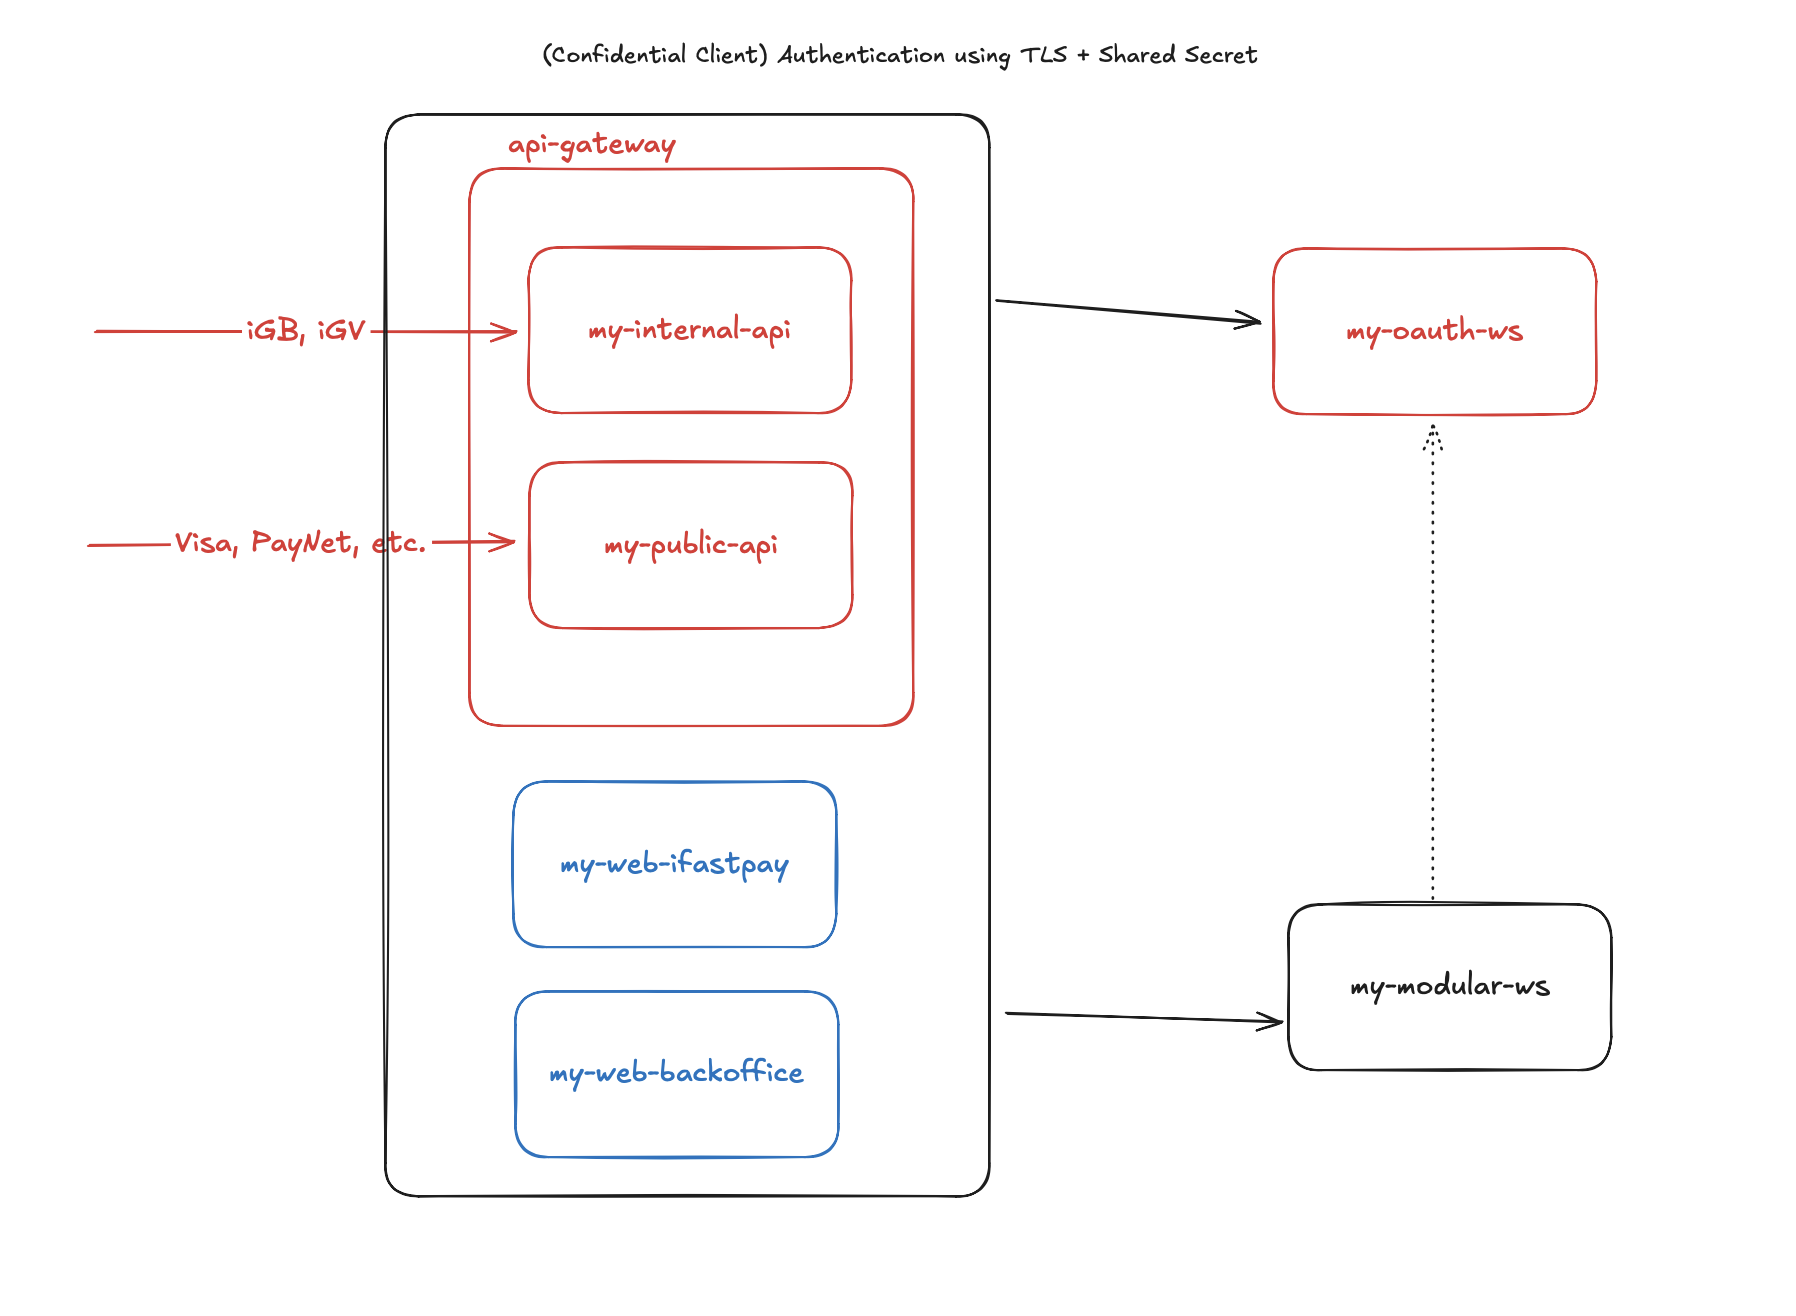 (Confidential Client) Authentication using TLS + Shared Secret
api-gateway
iGB, iGV
my-internal-api
my-oauth-ws
Visa, PayNet, etc.
my-public-api
my-web-ifastpay
my-modular-ws
my-web-backoffice